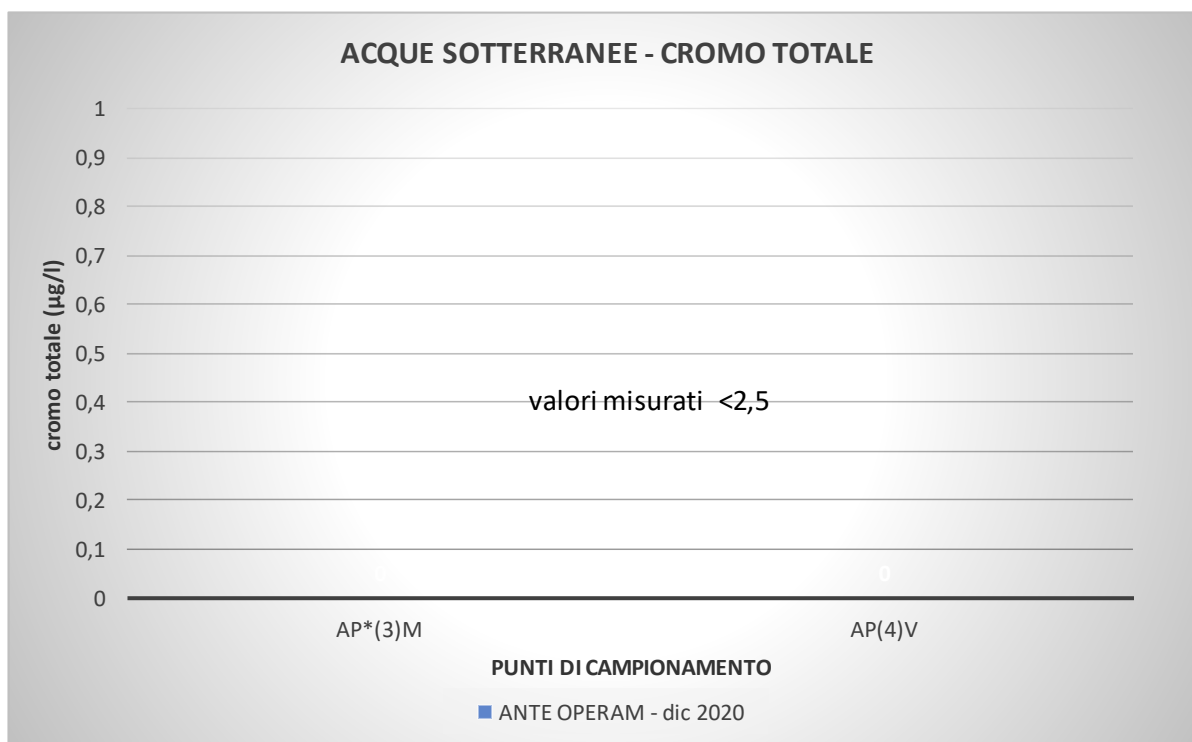 ACQUE SOTTERRANEE - CROMO TOTALE
cromo totale (µg/l)
1
0,9
0,8
0,7
0,6
0,5
0,4
0,3
0,2
0,1
0
valori misurati <2,5
0
0
AP*(3)M
AP(4)V
PUNTI DI CAMPIONAMENTO
ANTE OPERAM - dic 2020